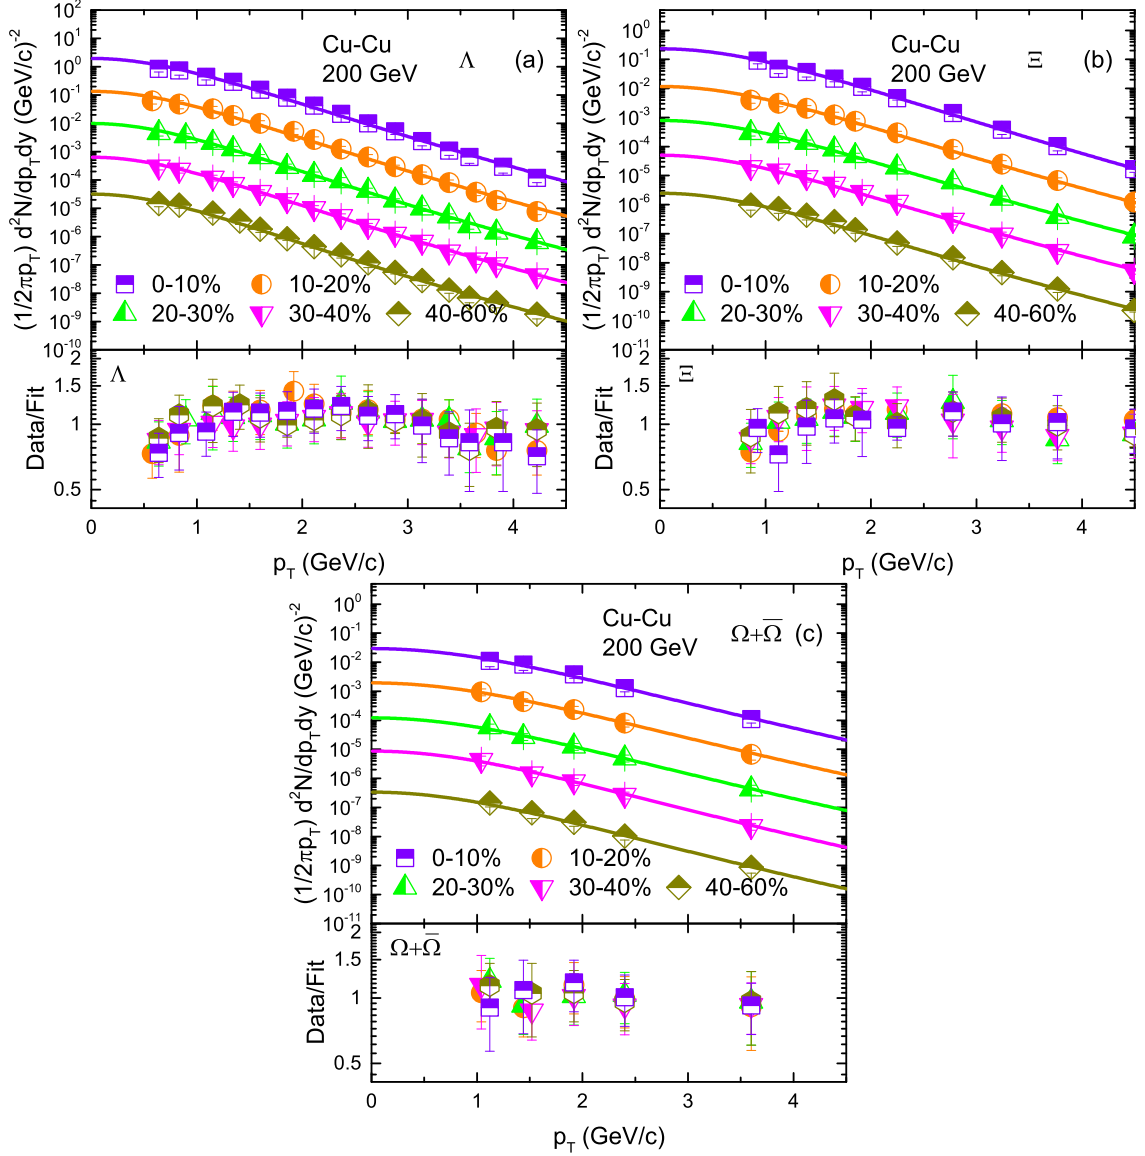 (1/2πp_T) d²N/dp_Tdy (GeV/c)⁻²
10²
10¹
10⁰
10⁻¹
10⁻²
10⁻³
10⁻⁴
10⁻⁵
10⁻⁶
10⁻⁷
10⁻⁸
10⁻⁹
10⁻¹⁰
Cu-Cu Λ (a)
200 GeV
0-10% 10-20%
20-30% 30-40% 40-60%
Data/Fit
Λ
2
1.5
1
0.5
0 1 2 3 4
p_T (GeV/c)
(1/2πp_T) d²N/dp_Tdy (GeV/c)⁻²
10⁰
10⁻¹
10⁻²
10⁻³
10⁻⁴
10⁻⁵
10⁻⁶
10⁻⁷
10⁻⁸
10⁻⁹
10⁻¹⁰
10⁻¹¹
Cu-Cu Ξ (b)
200 GeV
0-10% 10-20%
20-30% 30-40% 40-60%
Data/Fit
Ξ
2
1.5
1
0.5
0 1 2 3 4
p_T (GeV/c)
(1/2πp_T) d²N/dp_Tdy (GeV/c)⁻²
10⁰
10⁻¹
10⁻²
10⁻³
10⁻⁴
10⁻⁵
10⁻⁶
10⁻⁷
10⁻⁸
10⁻⁹
10⁻¹⁰
10⁻¹¹
Cu-Cu Ω+Ω̅ (c)
200 GeV
0-10% 10-20%
20-30% 30-40% 40-60%
Data/Fit
Ω+Ω̅
2
1.5
1
0.5
0 1 2 3 4
p_T (GeV/c)